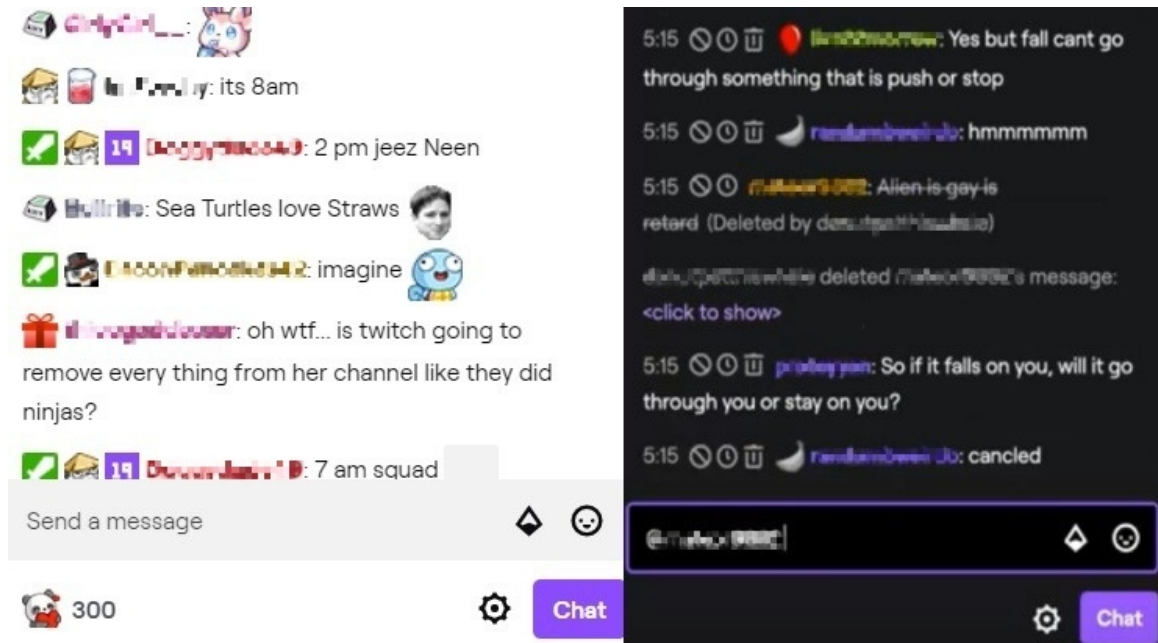 : its 8am
19 : 2 pm jeez Neen
: Sea Turtles love Straws
: imagine
: oh wtf... is twitch going to
remove every thing from her channel like they did
ninjas?
19 : 7 am squad
Send a message
300
Chat
5:15 : Yes but fall cant go
through something that is push or stop
5:15 : hmmmmmm
5:15 : Alien is gay is
retard (Deleted by )
deleted 's message:
<click to show>
5:15 : So if it falls on you, will it go
through you or stay on you?
5:15 : cancled
@
Chat